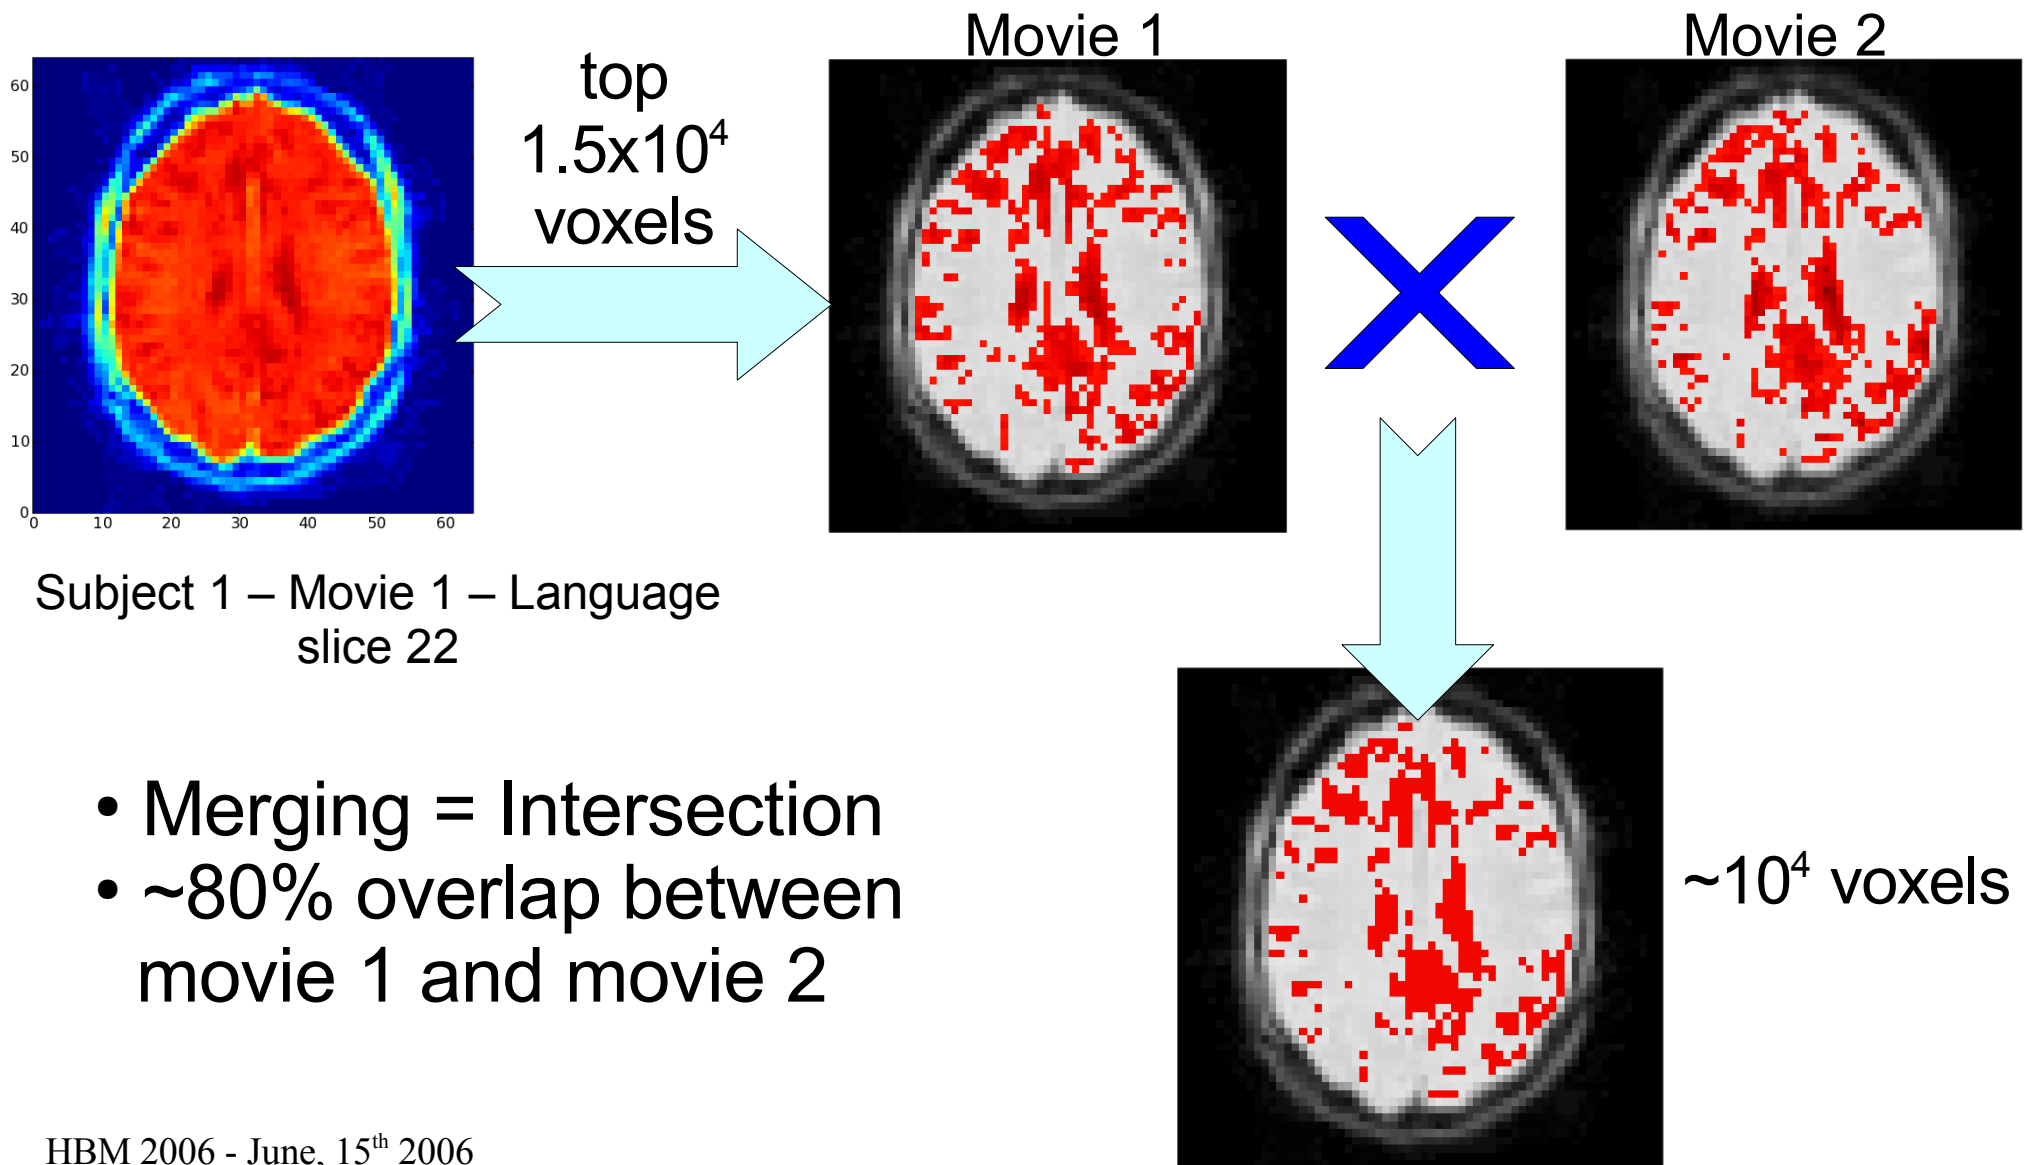 Movie 1
Movie 2
top
1.5x10⁴
voxels
60
50
40
30
20
10
0
0 10 20 30 40 50 60
Subject 1 – Movie 1 – Language
slice 22
• Merging = Intersection
• ~80% overlap between
movie 1 and movie 2
~10⁴ voxels
HBM 2006 - June, 15ᵗʰ 2006